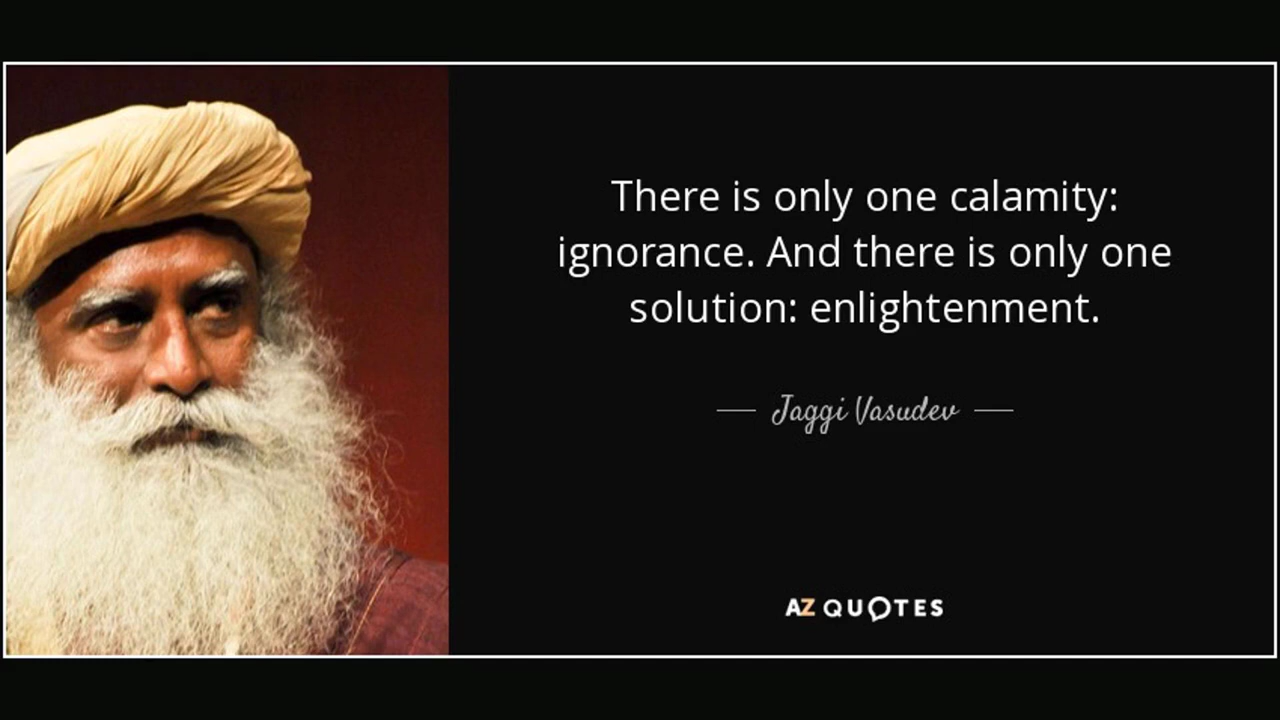 There is only one calamity:
ignorance. And there is only one
solution: enlightenment.
Jaggi Vasudev
AZ QUOTES